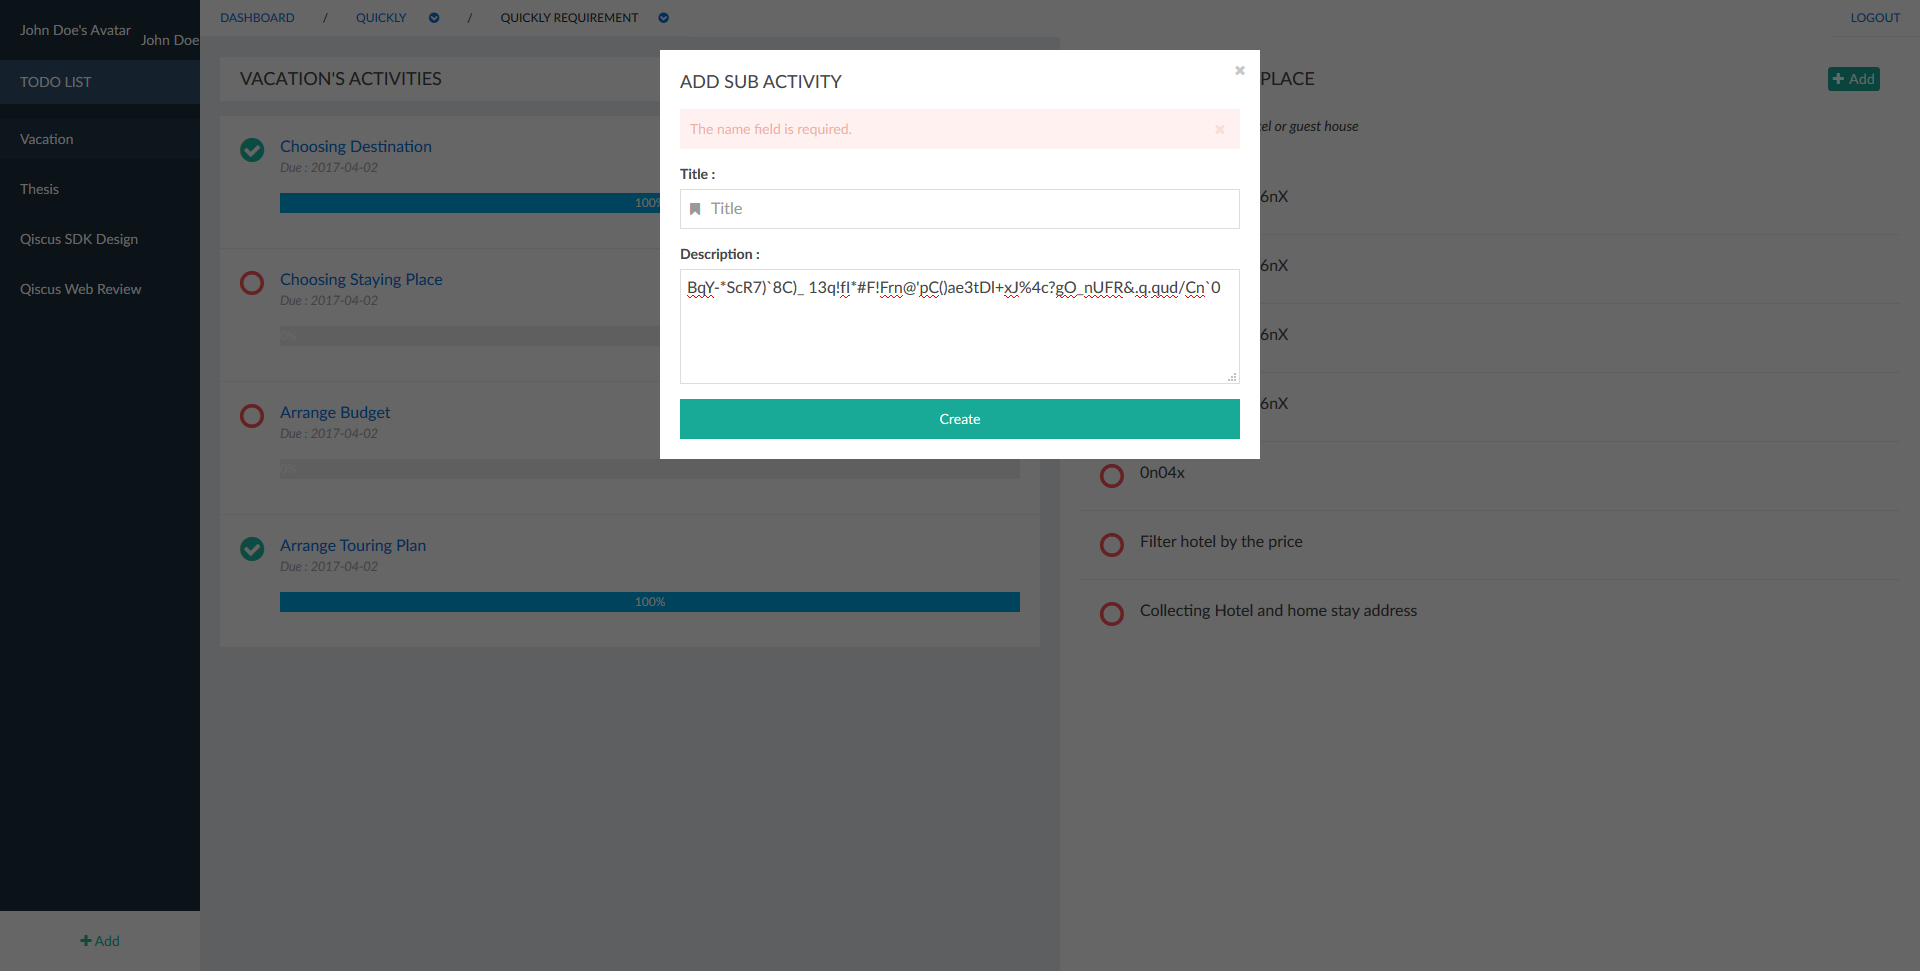 John Doe's Avatar
John Doe
TODO LIST
Vacation
Thesis
Qiscus SDK Design
Qiscus Web Review
+ Add
DASHBOARD / QUICKLY / QUICKLY REQUIREMENT
LOGOUT
VACATION'S ACTIVITIES
Choosing Destination
Due : 2017-04-02
100%
Choosing Staying Place
Due : 2017-04-02
0%
Arrange Budget
Due : 2017-04-02
0%
Arrange Touring Plan
Due : 2017-04-02
100%
ADD SUB ACTIVITY
The name field is required.
Title :
Title
Description :
BqY-*ScR7)`8C)_ 13q!fI*#F!Frn@'pC()ae3tDl+xJ%4c?gO_nUFR&.q.qud/Cn`0
Create
PLACE
+ Add
el or guest house
6nX
6nX
6nX
6nX
0n04x
Filter hotel by the price
Collecting Hotel and home stay address